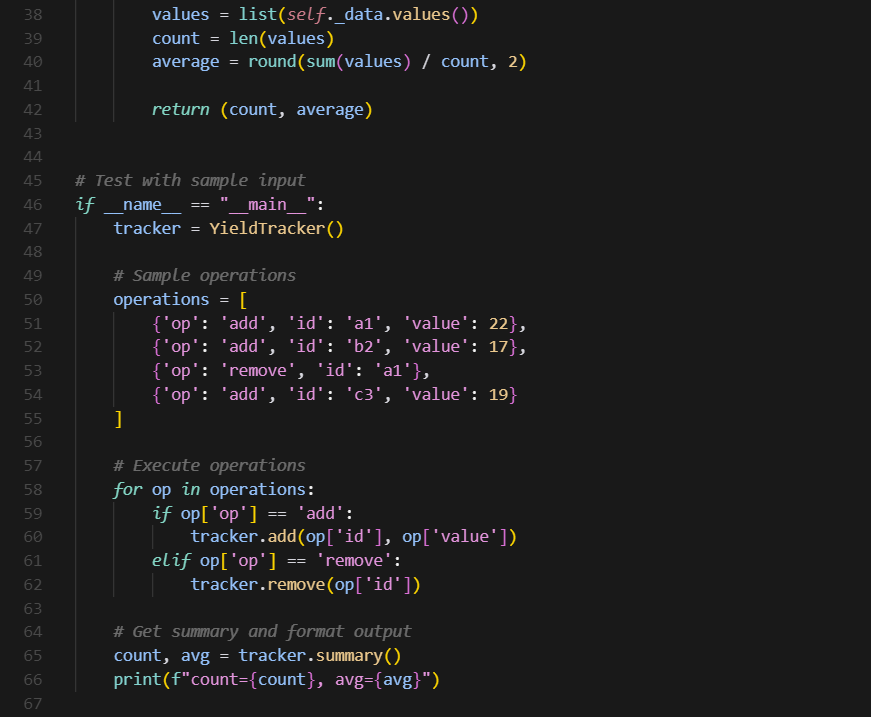 38 values = list(self._data.values())
39 count = len(values)
40 average = round(sum(values) / count, 2)
41
42 return (count, average)
43
44
45 # Test with sample input
46 if __name__ == "__main__":
47 tracker = YieldTracker()
48
49 # Sample operations
50 operations = [
51 {'op': 'add', 'id': 'a1', 'value': 22},
52 {'op': 'add', 'id': 'b2', 'value': 17},
53 {'op': 'remove', 'id': 'a1'},
54 {'op': 'add', 'id': 'c3', 'value': 19}
55 ]
56
57 # Execute operations
58 for op in operations:
59 if op['op'] == 'add':
60 tracker.add(op['id'], op['value'])
61 elif op['op'] == 'remove':
62 tracker.remove(op['id'])
63
64 # Get summary and format output
65 count, avg = tracker.summary()
66 print(f"count={count}, avg={avg}")
67